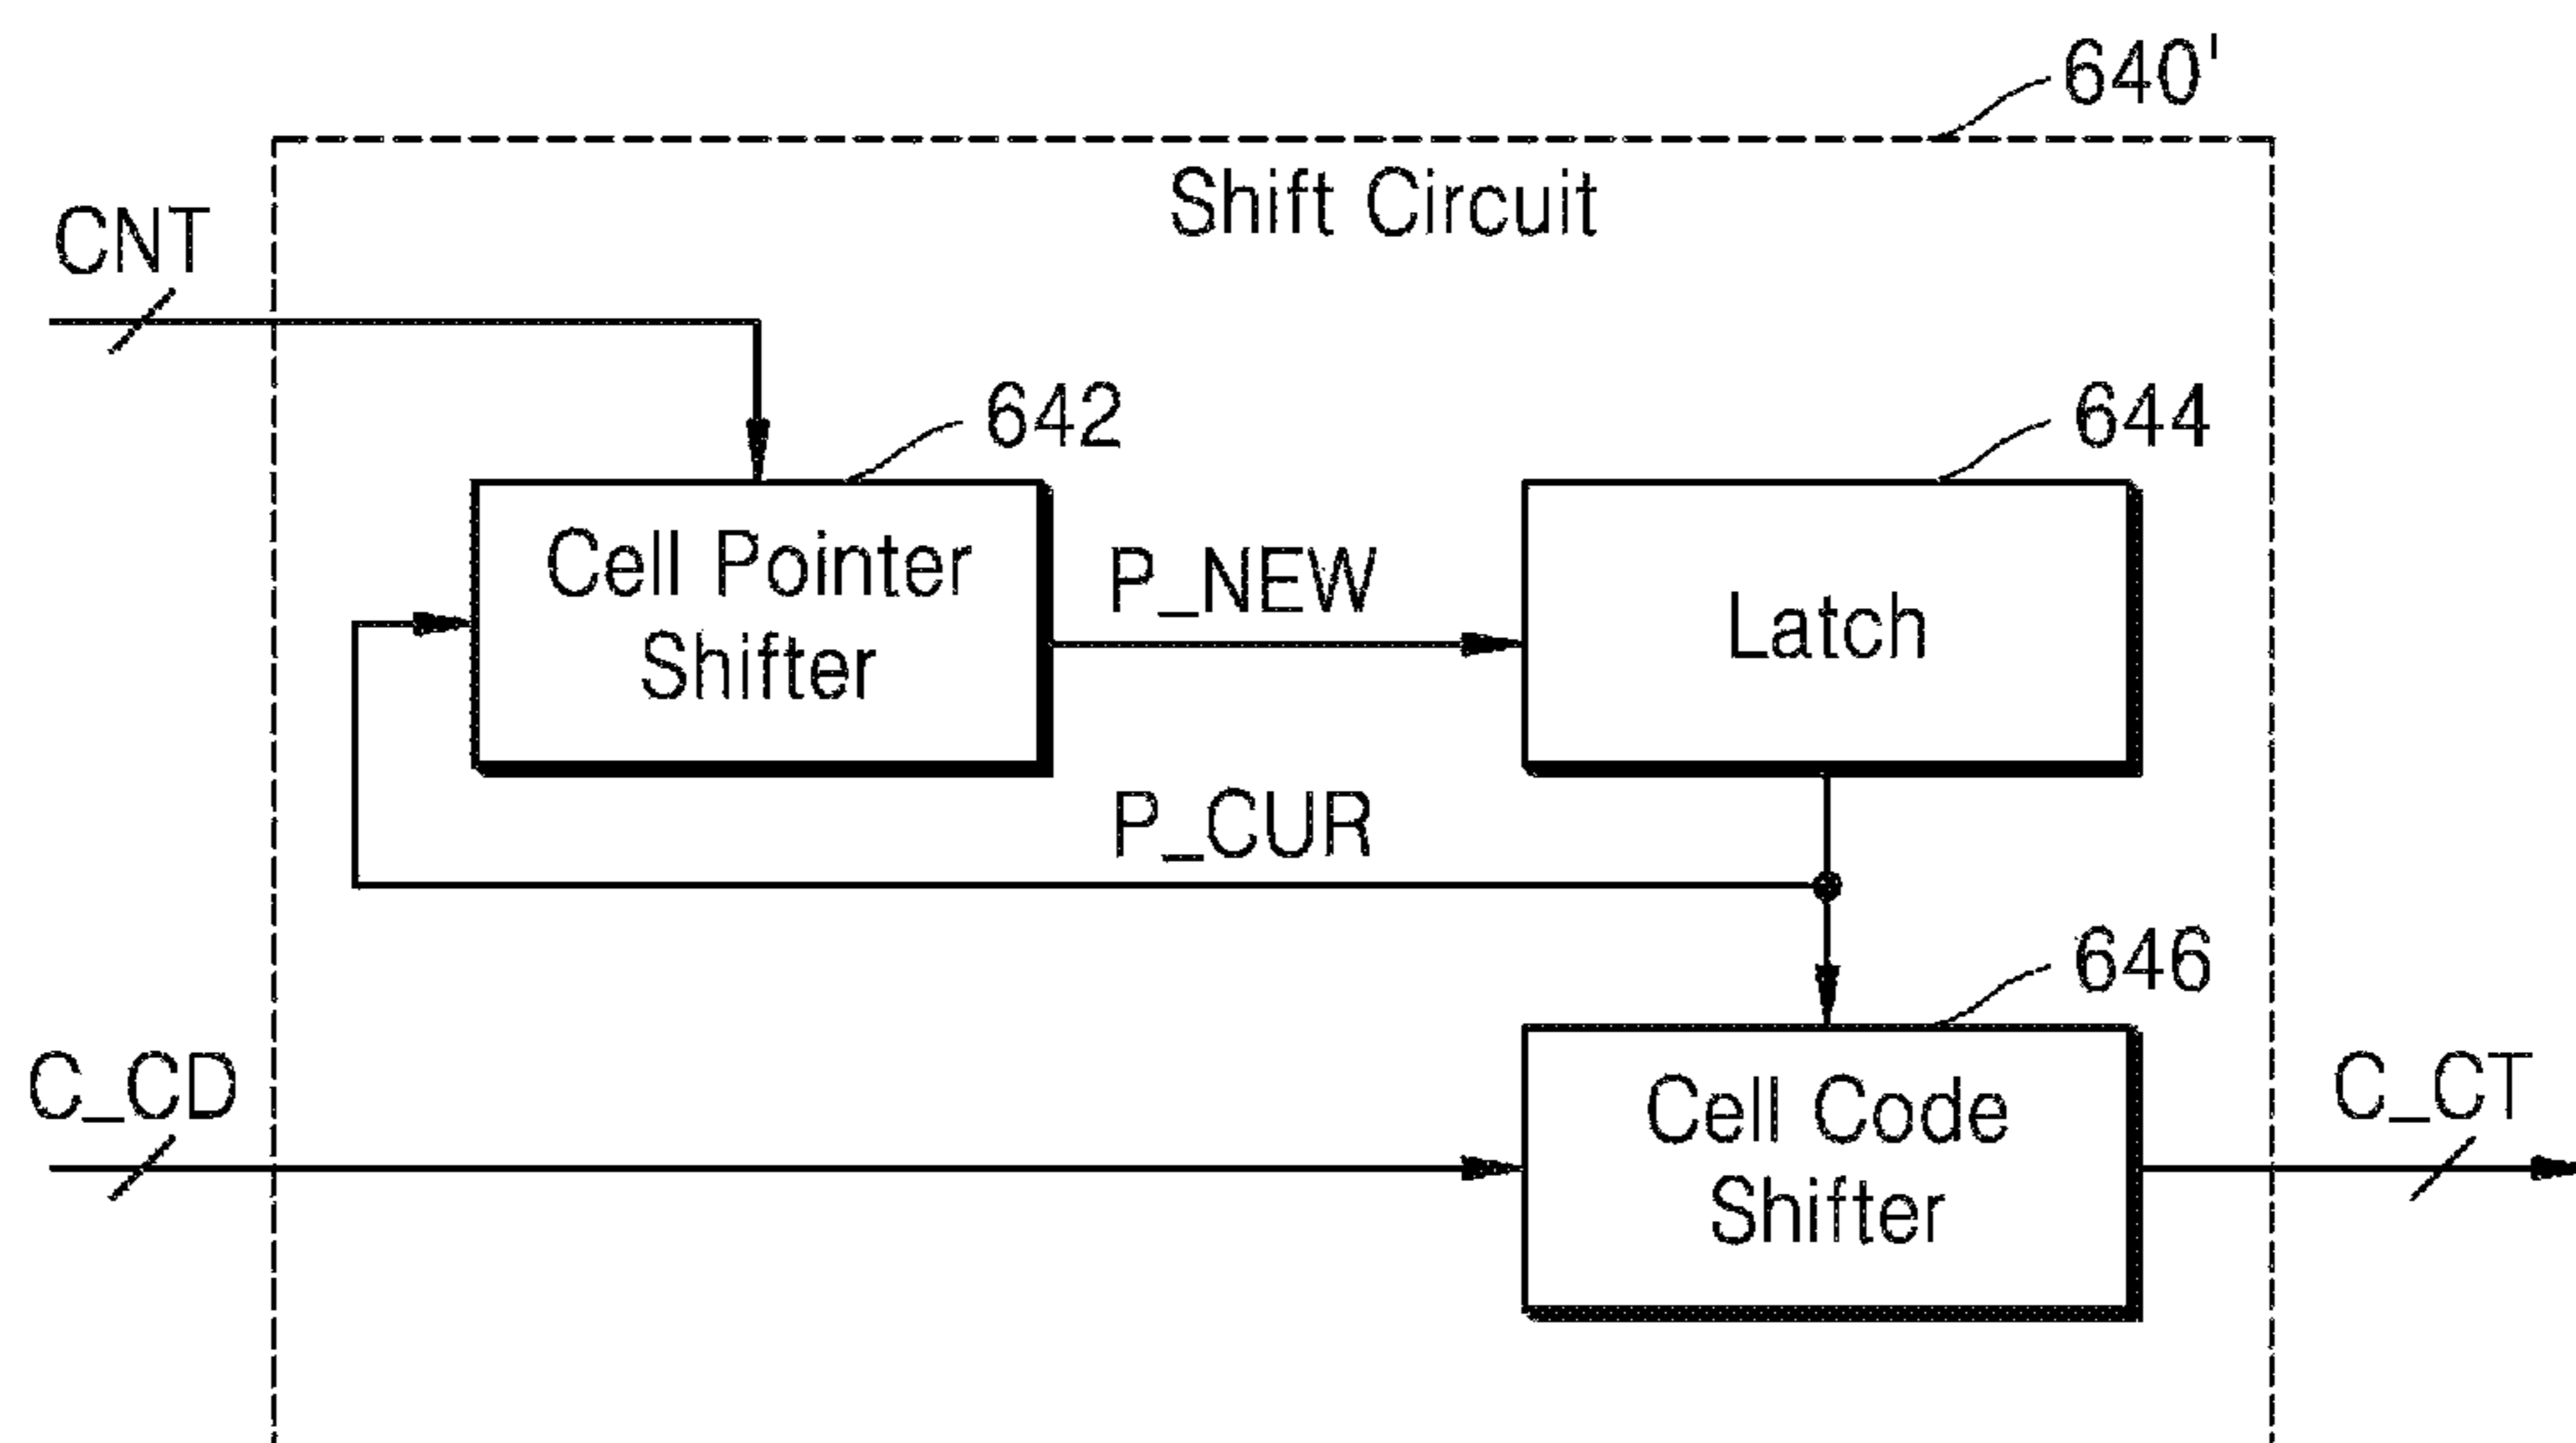 640'
Shift Circuit
CNT
642
644
Cell Pointer
Shifter
P_NEW
Latch
P_CUR
646
C_CD
Cell Code
Shifter
C_CT